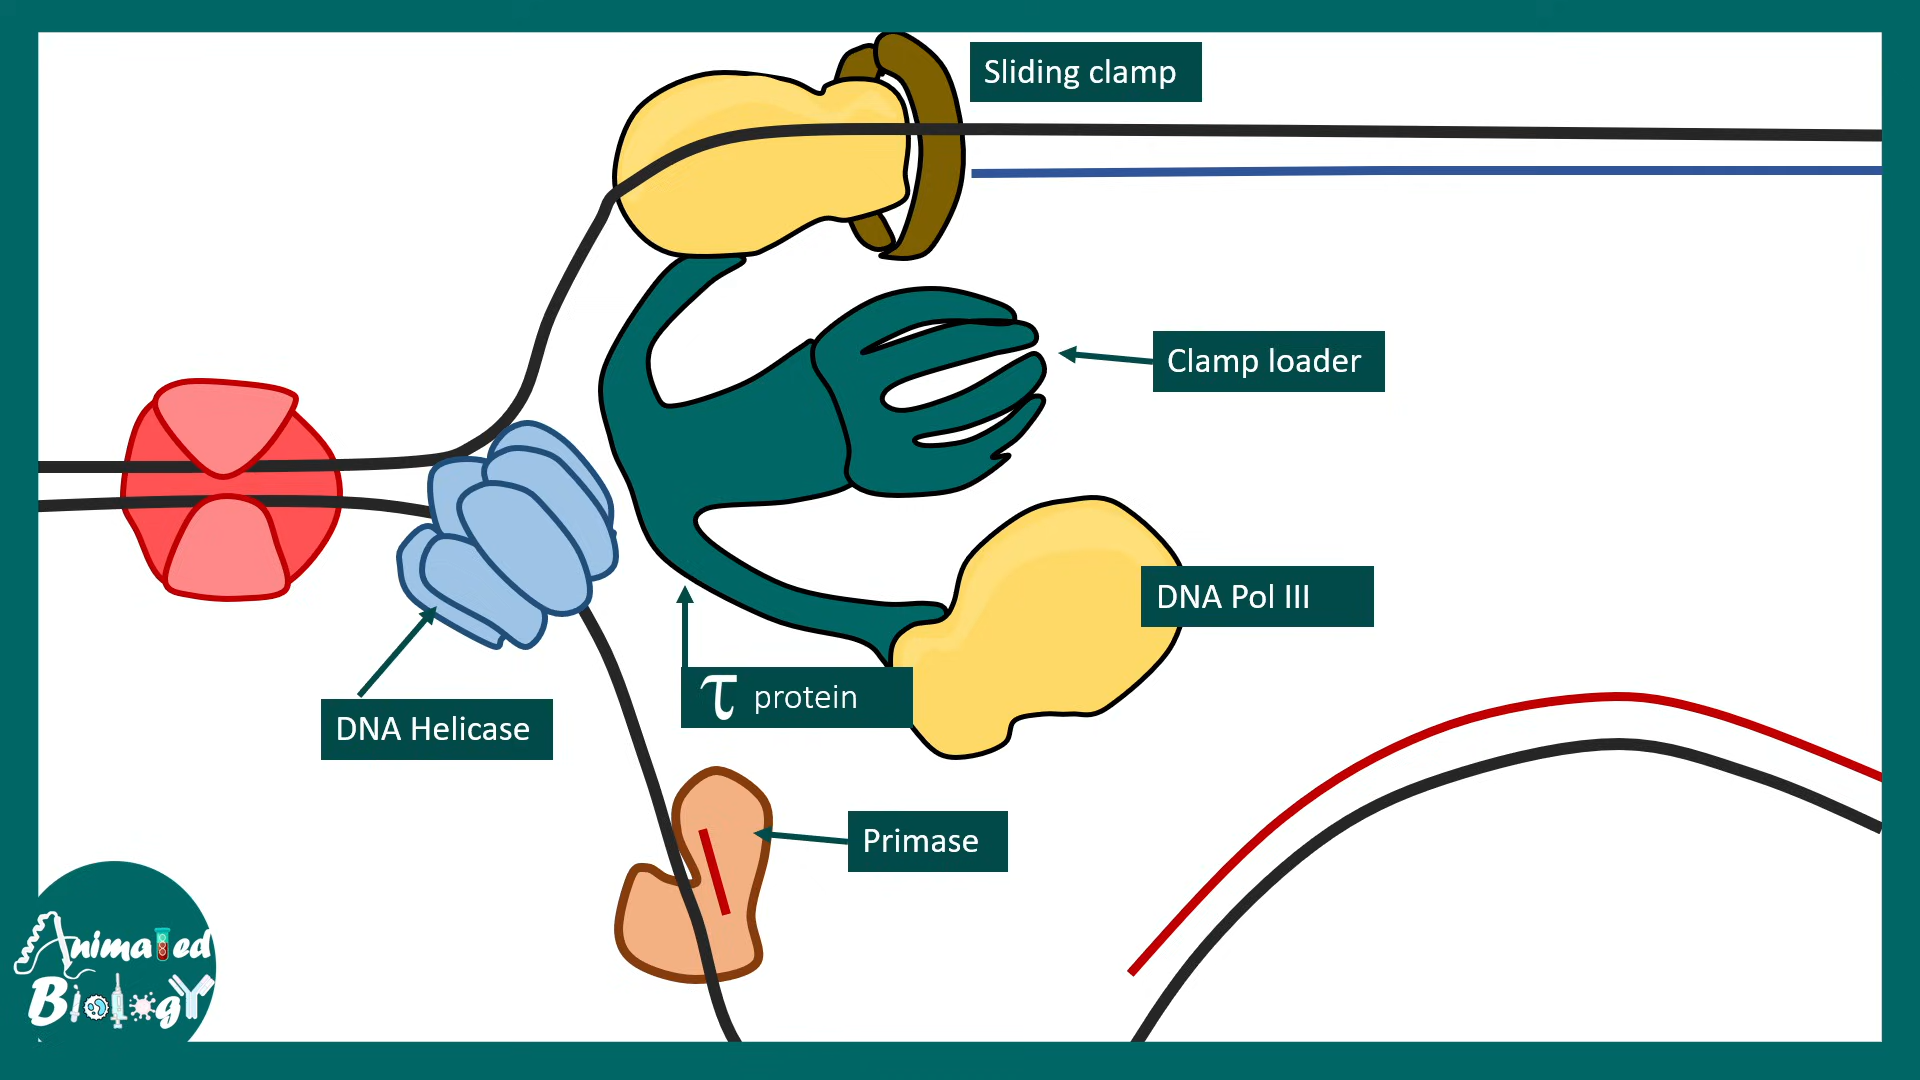 Sliding clamp
Clamp loader
DNA Pol III
τ protein
DNA Helicase
Primase
Animated
Biology